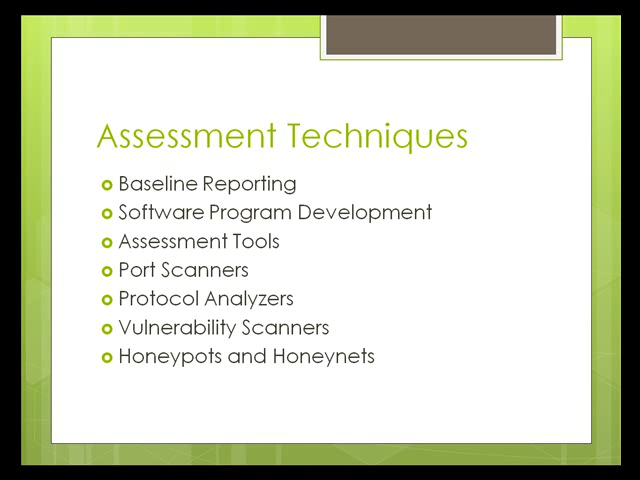 Assessment Techniques
Baseline Reporting
Software Program Development
Assessment Tools
Port Scanners
Protocol Analyzers
Vulnerability Scanners
Honeypots and Honeynets